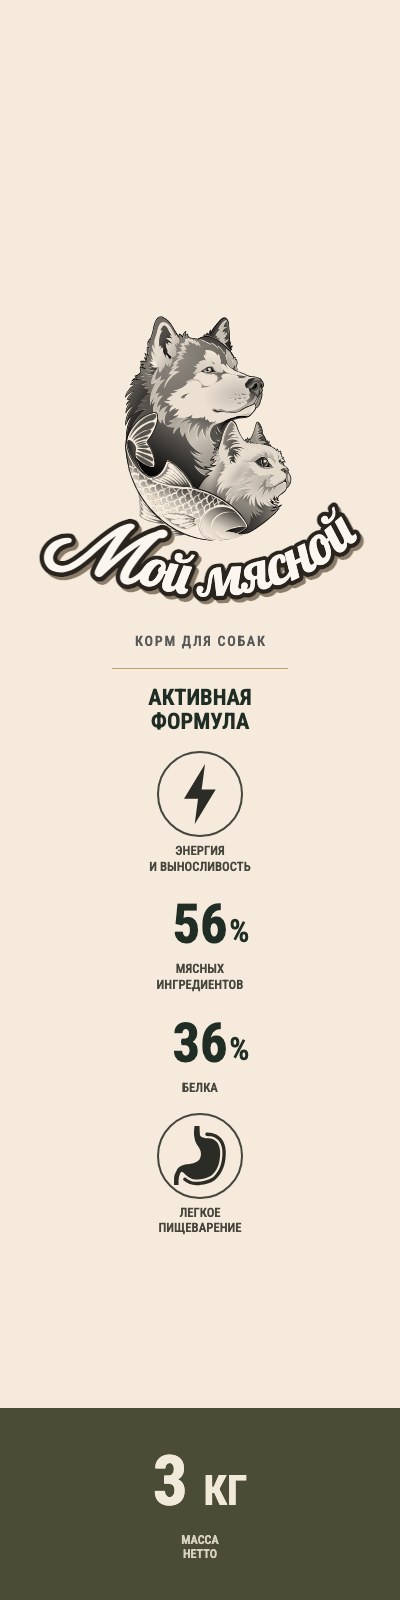 Мой мясной
КОРМ ДЛЯ СОБАК
АКТИВНАЯ
ФОРМУЛА
ЭНЕРГИЯ
И ВЫНОСЛИВОСТЬ
56%
МЯСНЫХ
ИНГРЕДИЕНТОВ
36%
БЕЛКА
ЛЕГКОЕ
ПИЩЕВАРЕНИЕ
3 кг
МАССА
НЕТТО